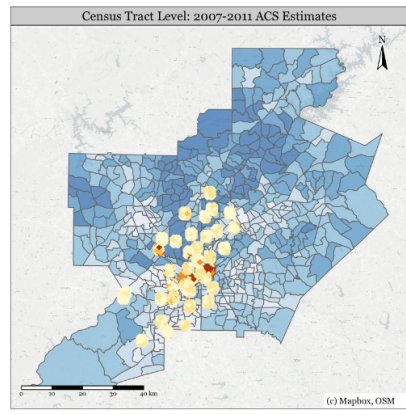 Census Tract Level: 2007-2011 ACS Estimates
N
0 10 20 30 40 km
(c) Mapbox, OSM